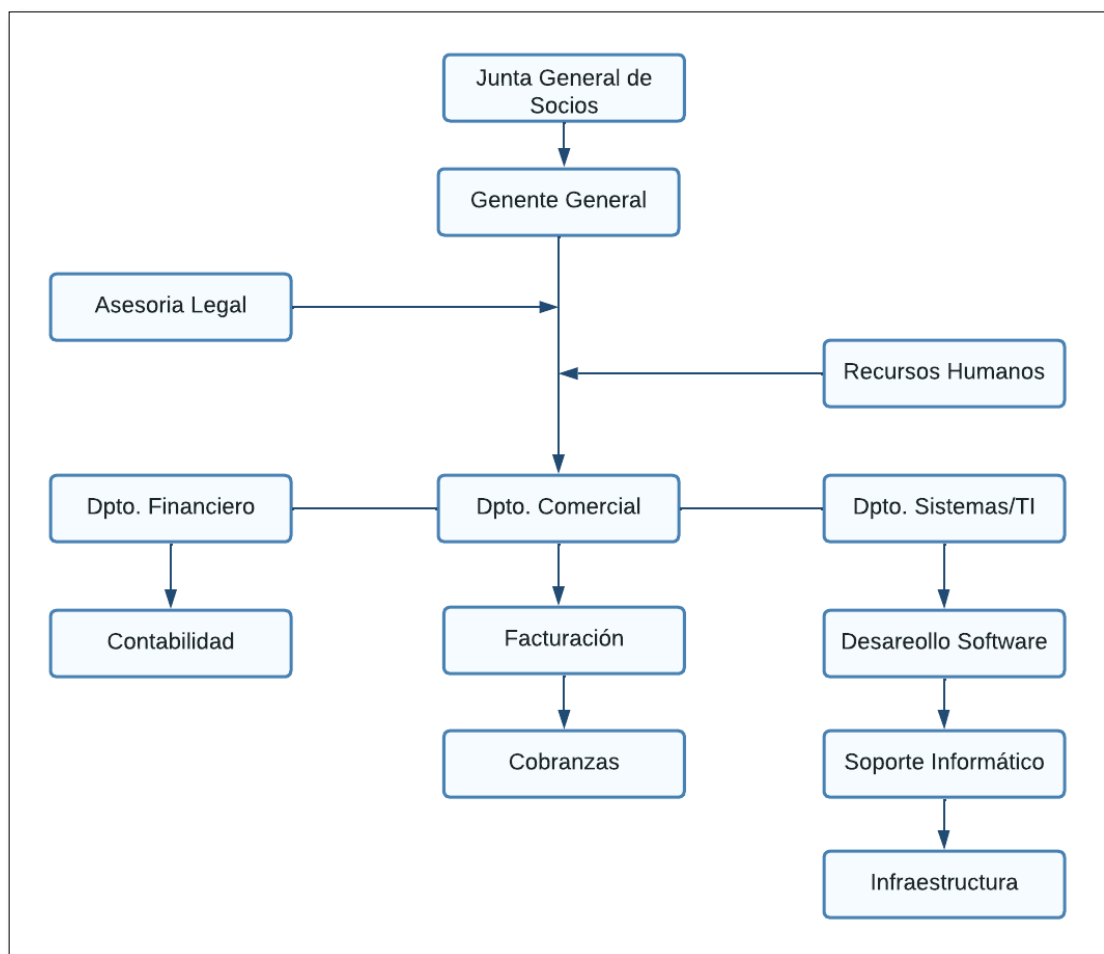 Junta General de
Socios
Genente General
Asesoria Legal
Recursos Humanos
Dpto. Financiero
Dpto. Comercial
Dpto. Sistemas/TI
Contabilidad
Facturación
Desareollo Software
Cobranzas
Soporte Informático
Infraestructura